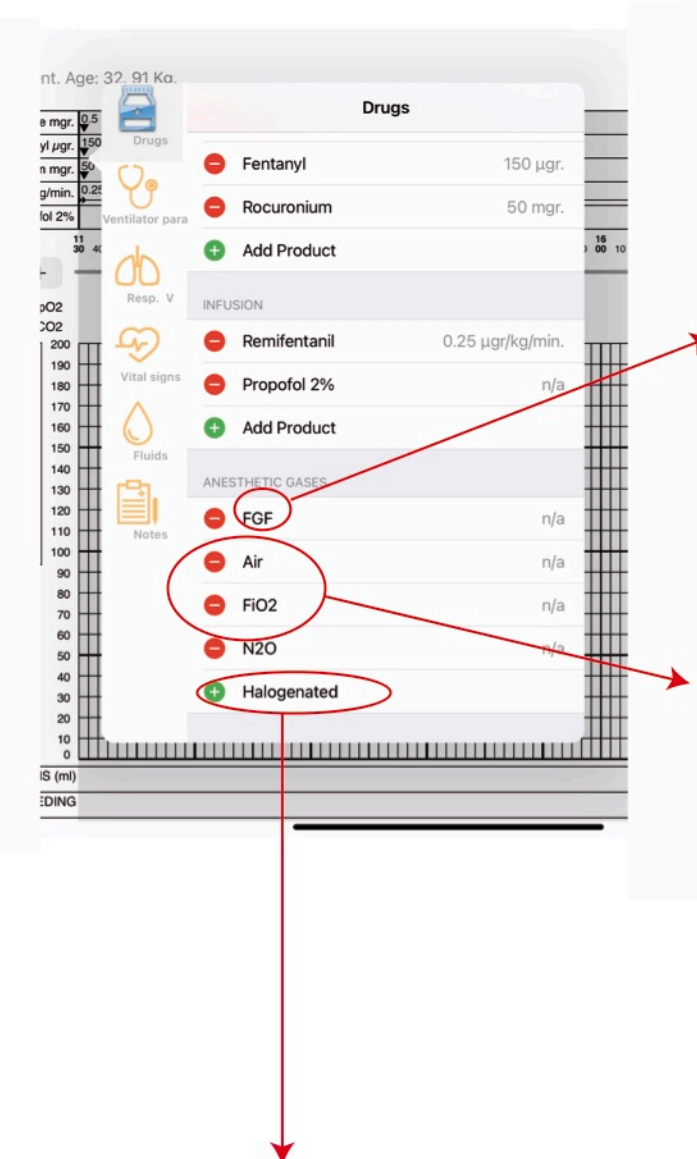 nt. Age: 32. 91 Kg.
Drugs
e mgr. 0.5
yl µgr. 150
n mgr. 50
g/min. 0.25
fol 2%
11
30 40
16
00 10
Drugs
Ventilator para
Resp. V
Vital signs
Fluids
Notes
Fentanyl 150 µgr.
Rocuronium 50 mgr.
Add Product
INFUSION
Remifentanil 0.25 µgr/kg/min.
Propofol 2% n/a
Add Product
ANESTHETIC GASES
FGF n/a
Air n/a
FiO2 n/a
N2O n/a
Halogenated
pO2
CO2
200
190
180
170
160
150
140
130
120
110
100
90
80
70
60
50
40
30
20
10
0
IS (ml)
EDING